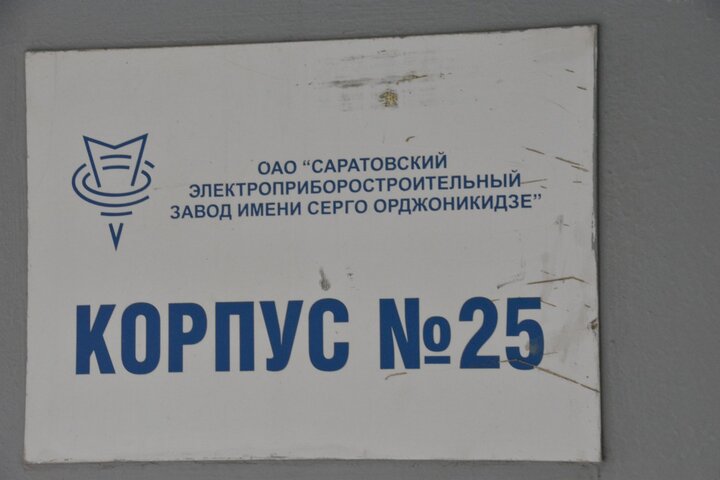 ОАО “САРАТОВСКИЙ
ЭЛЕКТРОПРИБОРОСТРОИТЕЛЬНЫЙ
ЗАВОД ИМЕНИ СЕРГО ОРДЖОНИКИДЗЕ”
КОРПУС №25